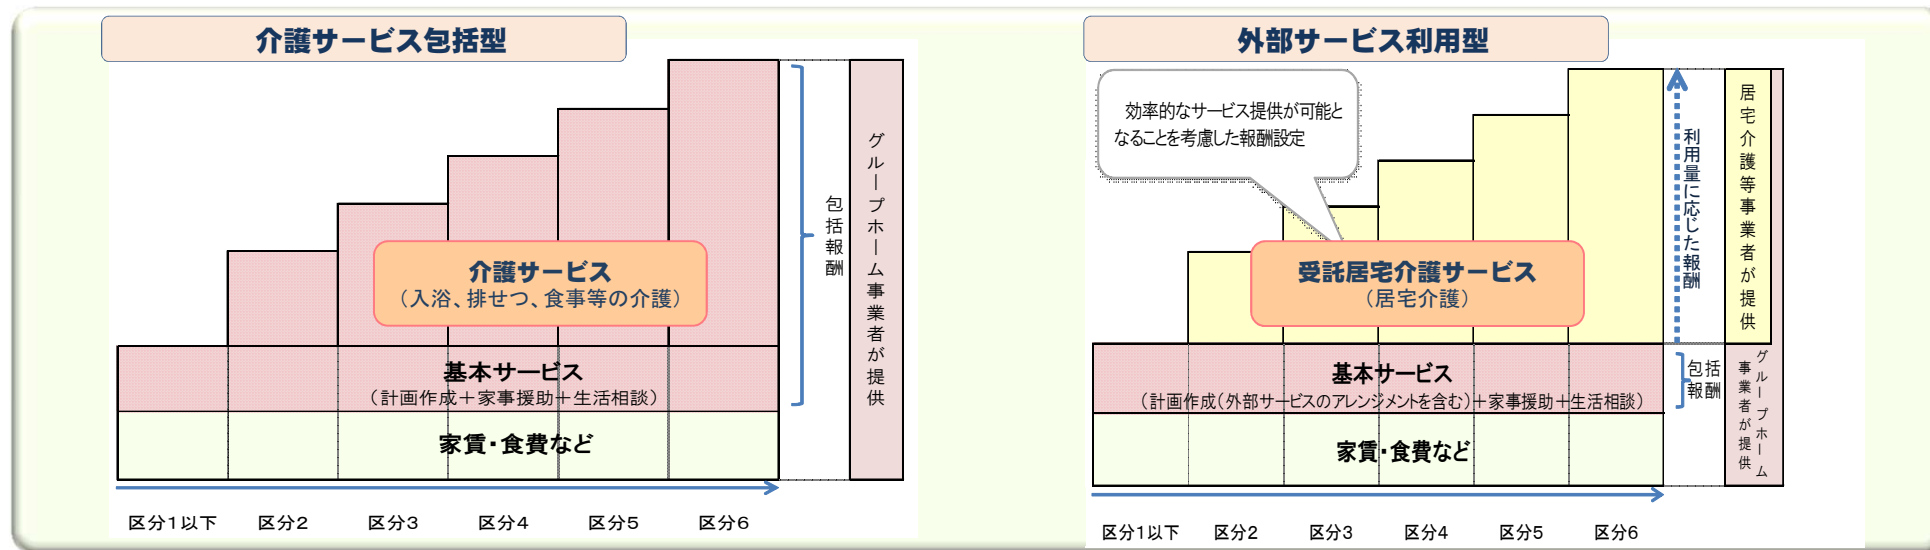 介護サービス包括型
介護サービス
（入浴、排せつ、食事等の介護）
基本サービス
（計画作成＋家事援助＋生活相談）
家賃・食費など
包括報酬
グループホーム事業者が提供
区分1以下
区分2
区分3
区分4
区分5
区分6
外部サービス利用型
効率的なサービス提供が可能と
なることを考慮した報酬設定
受託居宅介護サービス
（居宅介護）
基本サービス
（計画作成（外部サービスのアレンジメントを含む）＋家事援助＋生活相談）
家賃・食費など
利用量に応じた報酬
居宅介護等事業者が提供
包括
報酬
グループホーム
事業者が提供
区分1以下
区分2
区分3
区分4
区分5
区分6